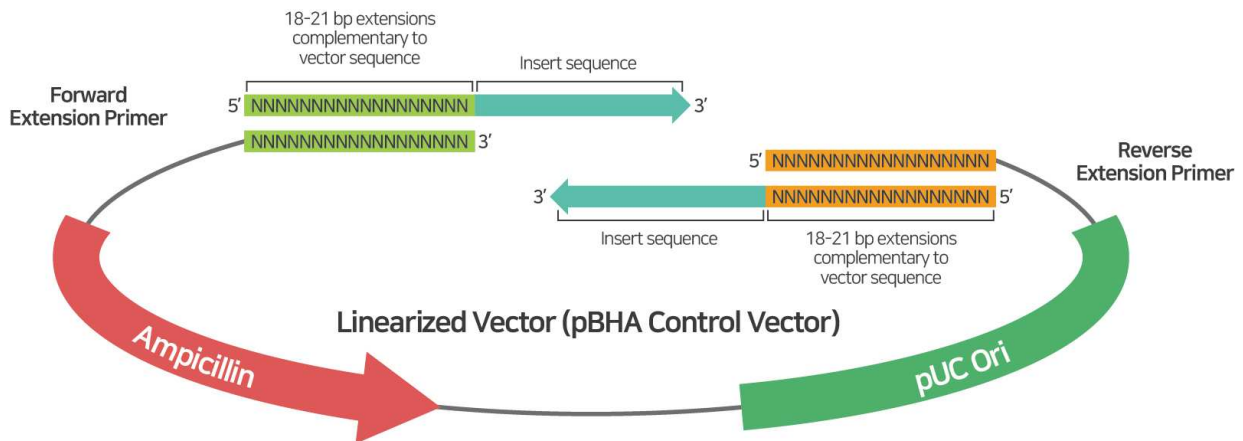 18-21 bp extensions
complementary to
vector sequence
Insert sequence
Forward
Extension Primer
5’ NNNNNNNNNNNNNNNNNN 3’
NNNNNNNNNNNNNNNNNN 3’
Reverse
Extension Primer
5’ NNNNNNNNNNNNNNNNNN
3’ NNNNNNNNNNNNNNNNNN 5’
Insert sequence
18-21 bp extensions
complementary to
vector sequence
Linearized Vector (pBHA Control Vector)
Ampicillin
pUC Ori